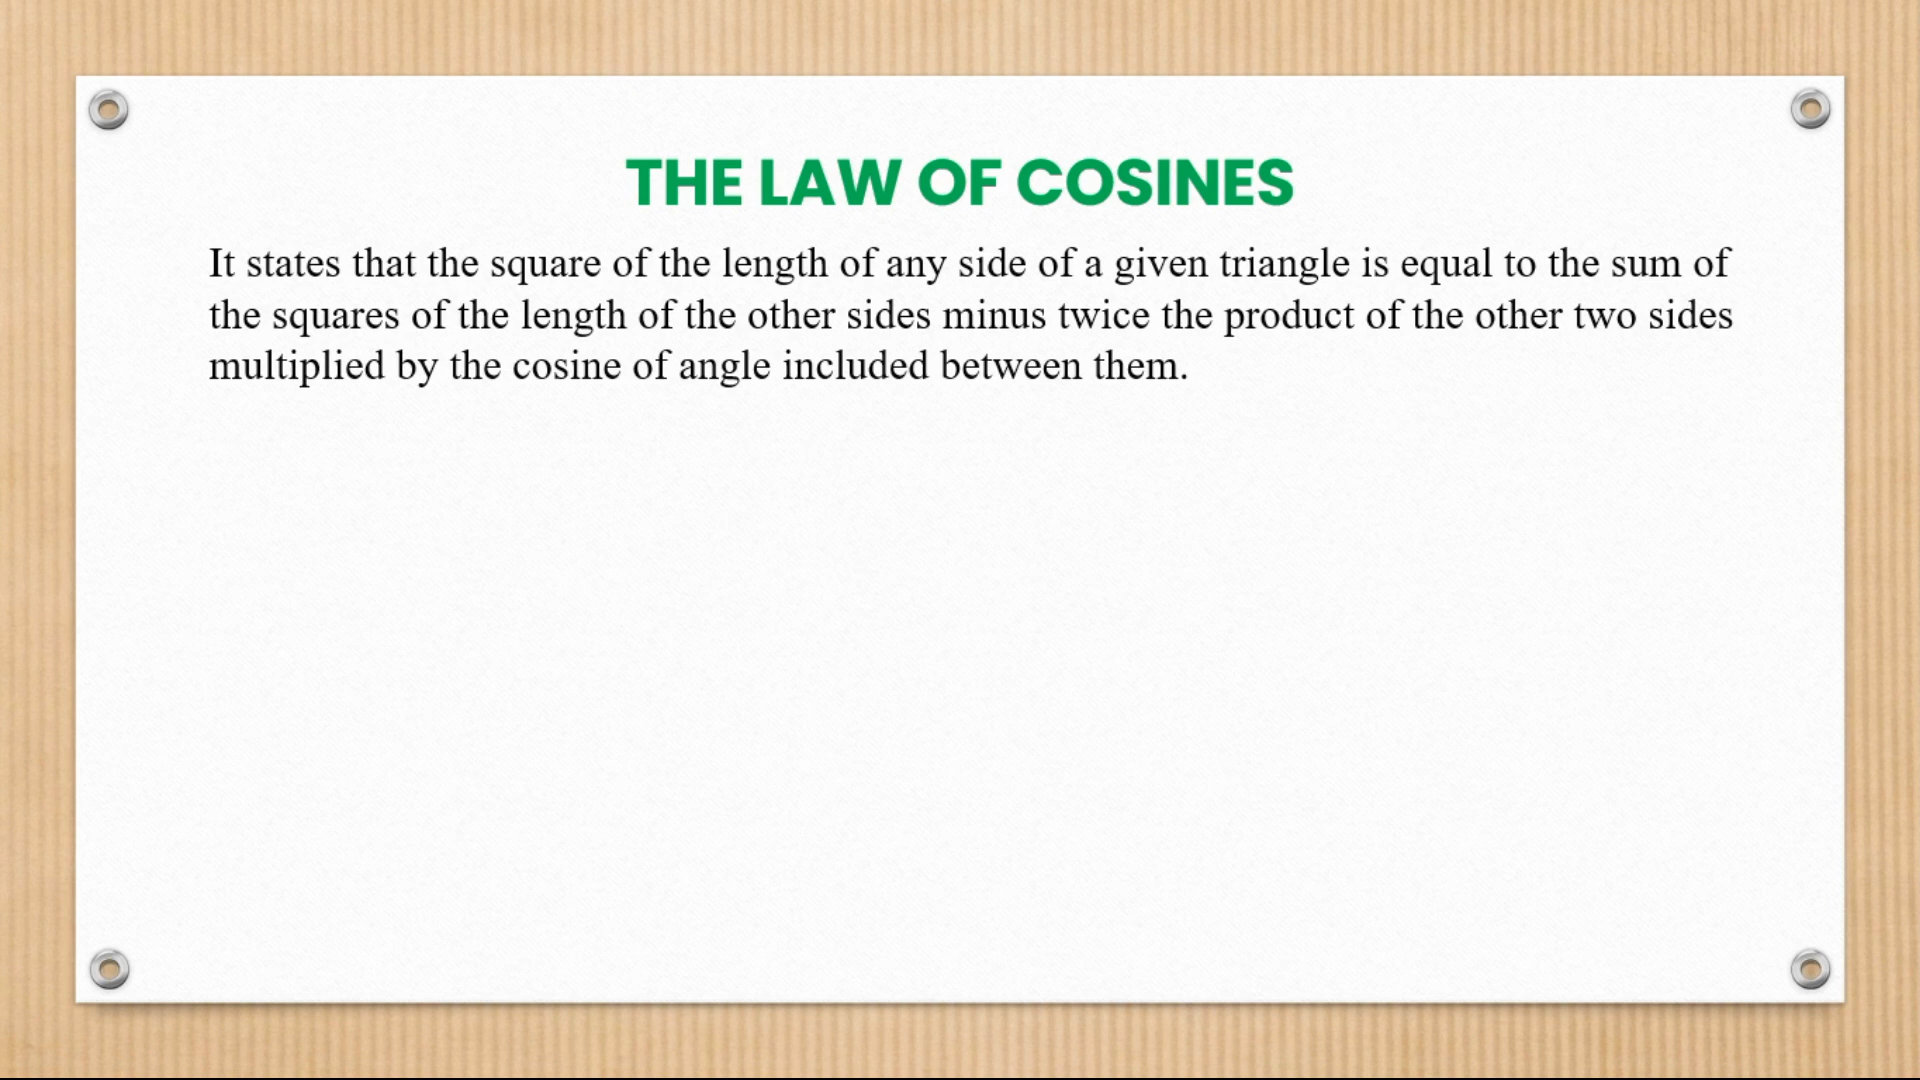 THE LAW OF COSINES
It states that the square of the length of any side of a given triangle is equal to the sum of
the squares of the length of the other sides minus twice the product of the other two sides
multiplied by the cosine of angle included between them.